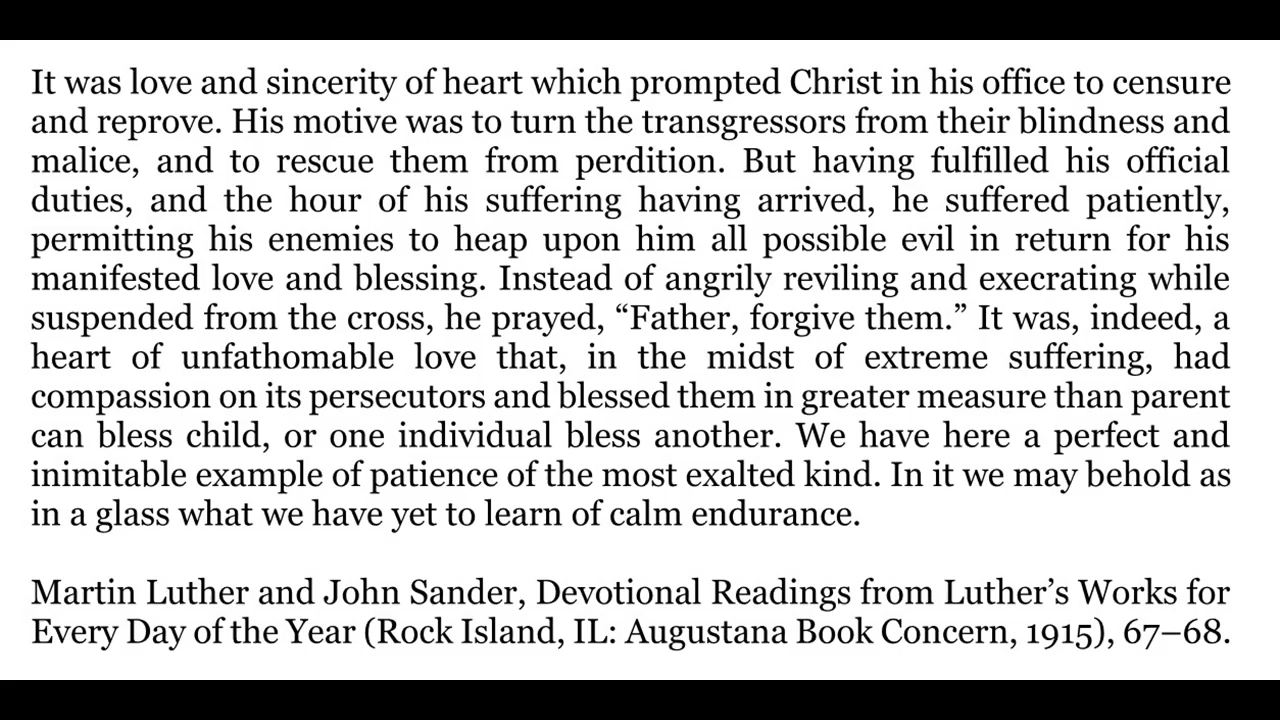 It was love and sincerity of heart which prompted Christ in his office to censure
and reprove. His motive was to turn the transgressors from their blindness and
malice, and to rescue them from perdition. But having fulfilled his official
duties, and the hour of his suffering having arrived, he suffered patiently,
permitting his enemies to heap upon him all possible evil in return for his
manifested love and blessing. Instead of angrily reviling and execrating while
suspended from the cross, he prayed, “Father, forgive them.” It was, indeed, a
heart of unfathomable love that, in the midst of extreme suffering, had
compassion on its persecutors and blessed them in greater measure than parent
can bless child, or one individual bless another. We have here a perfect and
inimitable example of patience of the most exalted kind. In it we may behold as
in a glass what we have yet to learn of calm endurance.
Martin Luther and John Sander, Devotional Readings from Luther’s Works for
Every Day of the Year (Rock Island, IL: Augustana Book Concern, 1915), 67–68.